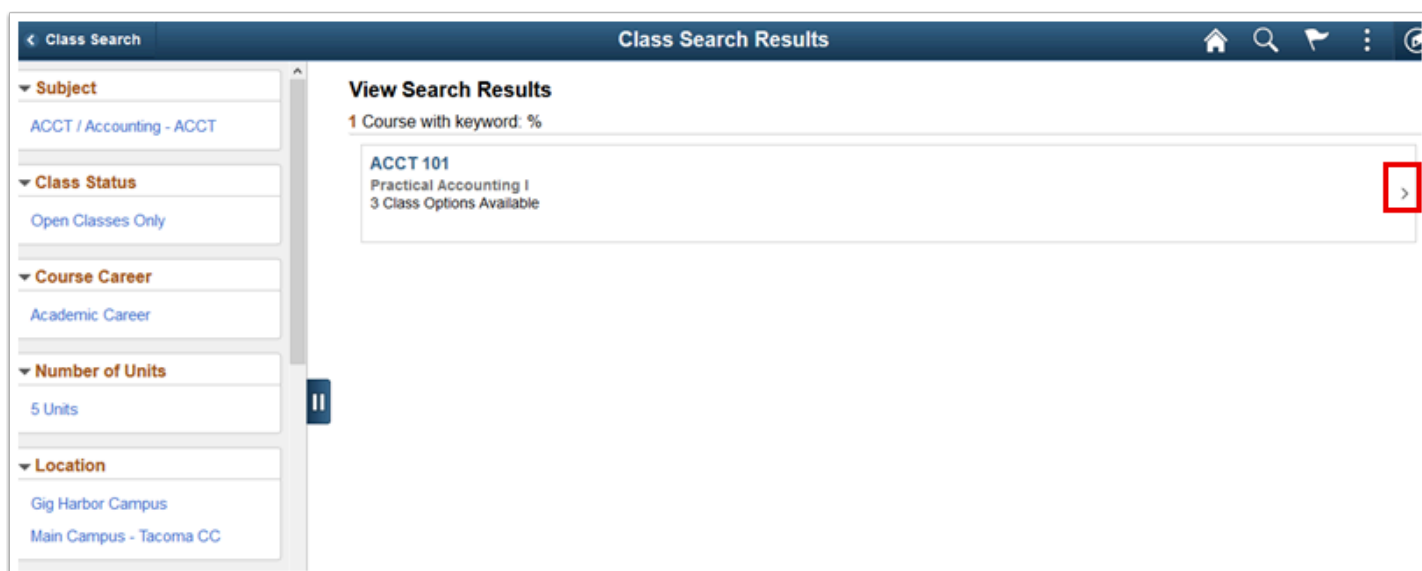 Class Search
Class Search Results
Subject
ACCT / Accounting - ACCT
Class Status
Open Classes Only
Course Career
Academic Career
Number of Units
5 Units
Location
Gig Harbor Campus
Main Campus - Tacoma CC
View Search Results
1 Course with keyword: %
ACCT 101
Practical Accounting I
3 Class Options Available